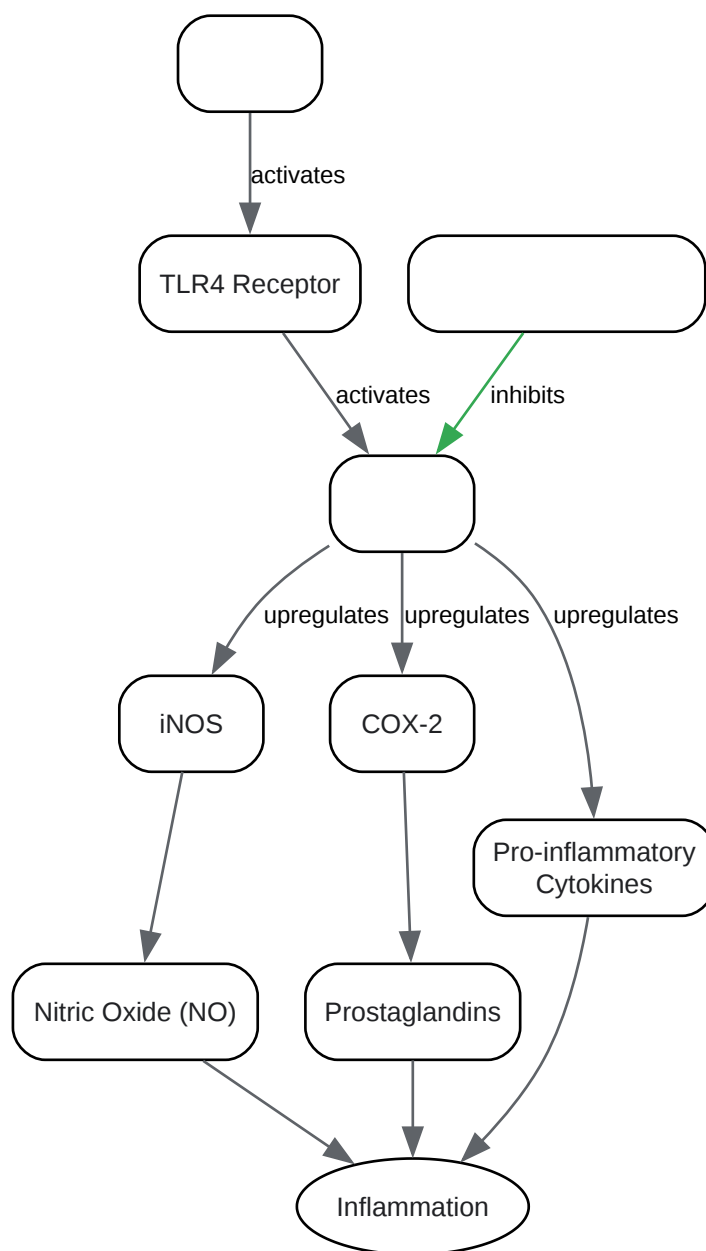 activates
TLR4 Receptor
activates
inhibits
upregulates
upregulates
upregulates
iNOS
COX-2
Pro-inflammatory
Cytokines
Nitric Oxide (NO)
Prostaglandins
Inflammation